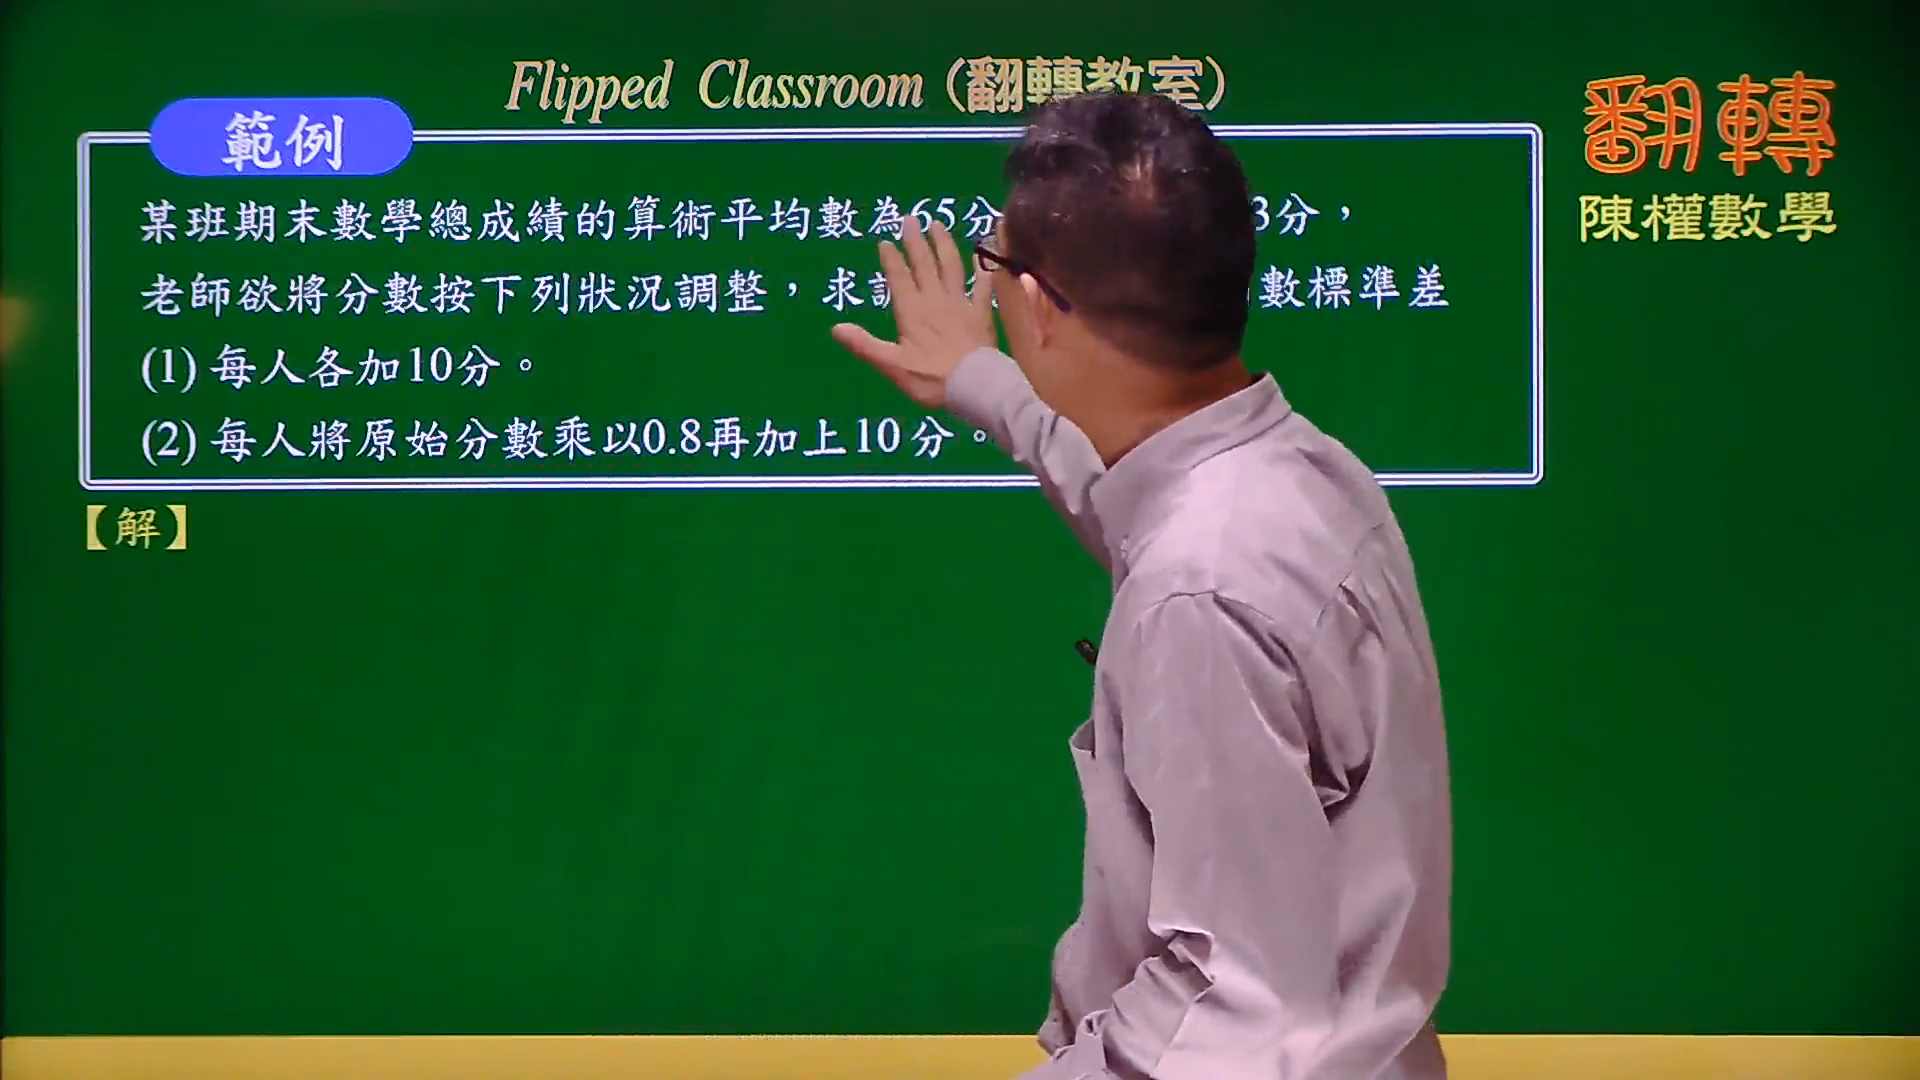 Flipped Classroom (翻轉教室)
翻轉
陳權數學
範例
某班期末數學總成績的算術平均數為65分 3分，
老師欲將分數按下列狀況調整，求 數標準差
(1) 每人各加10分。
(2) 每人將原始分數乘以0.8再加上10分。
【解】